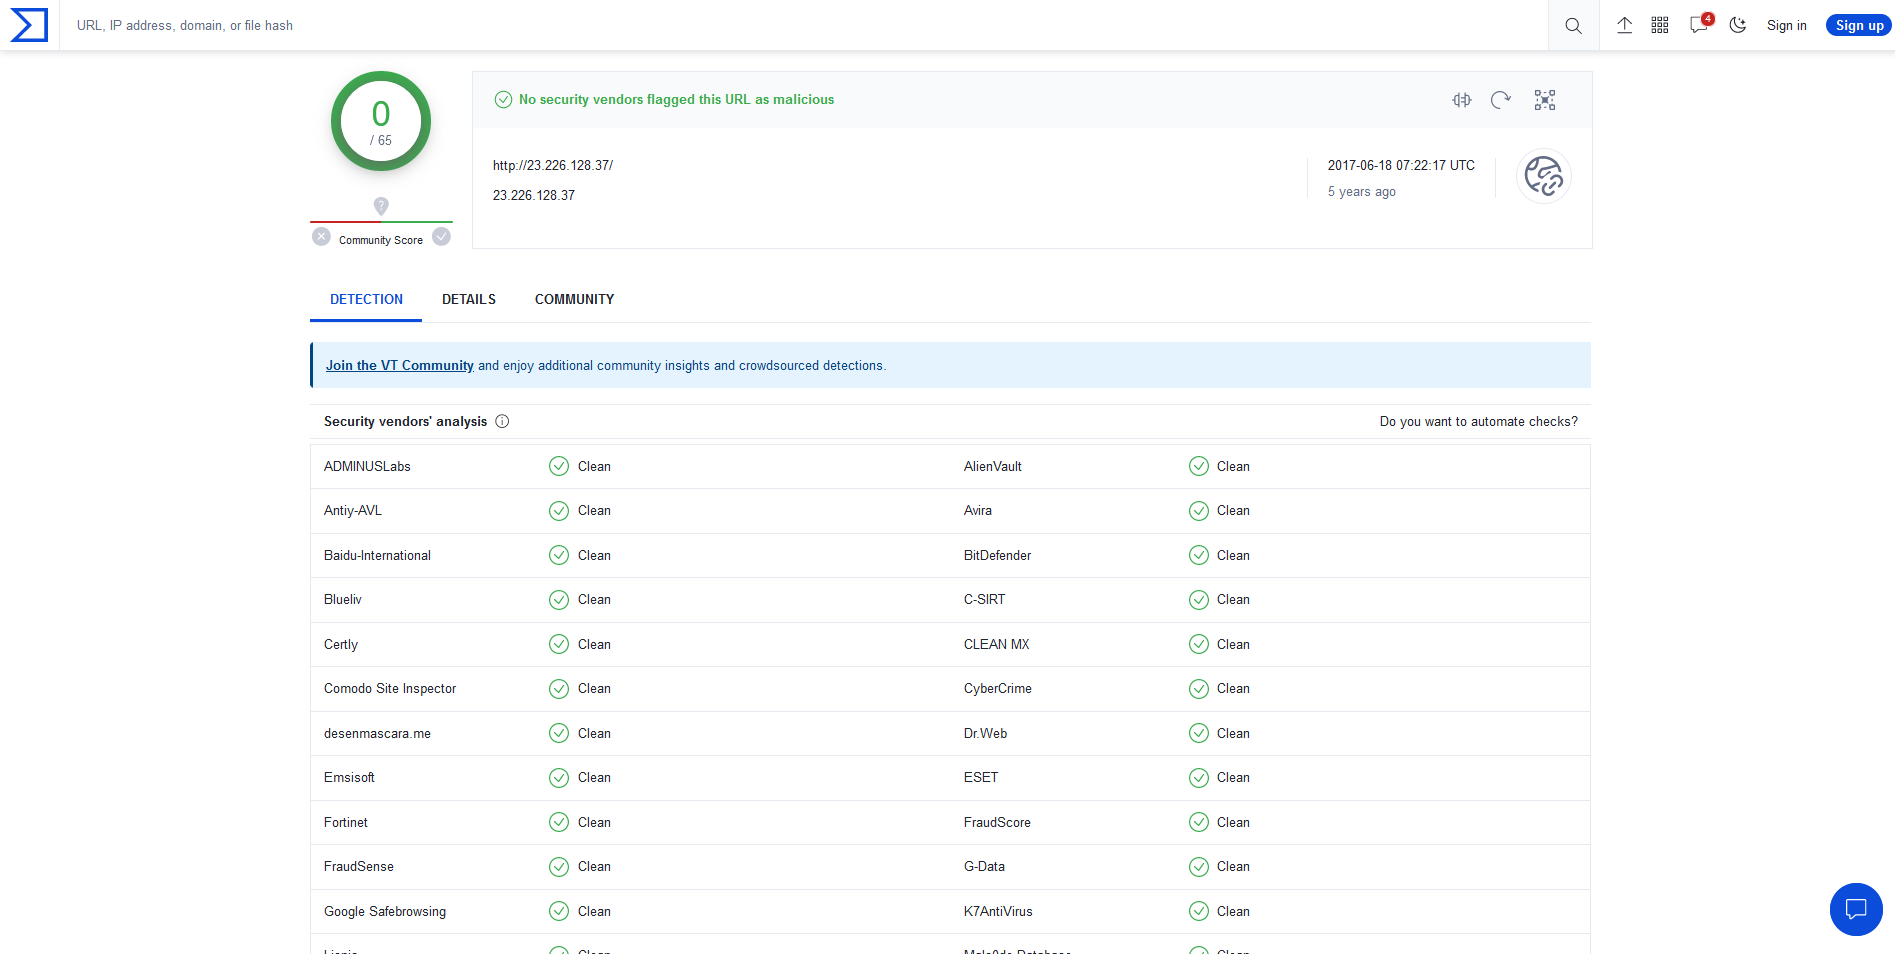 URL, IP address, domain, or file hash
4
Sign in
Sign up
0
/ 65
?
Community Score
No security vendors flagged this URL as malicious
http://23.226.128.37/
23.226.128.37
2017-06-18 07:22:17 UTC
5 years ago
DETECTION DETAILS COMMUNITY
Join the VT Community and enjoy additional community insights and crowdsourced detections.
Security vendors' analysis Do you want to automate checks?
ADMINUSLabs Clean AlienVault Clean
Antiy-AVL Clean Avira Clean
Baidu-International Clean BitDefender Clean
Blueliv Clean C-SIRT Clean
Certly Clean CLEAN MX Clean
Comodo Site Inspector Clean CyberCrime Clean
desenmascara.me Clean Dr.Web Clean
Emsisoft Clean ESET Clean
Fortinet Clean FraudScore Clean
FraudSense Clean G-Data Clean
Google Safebrowsing Clean K7AntiVirus Clean